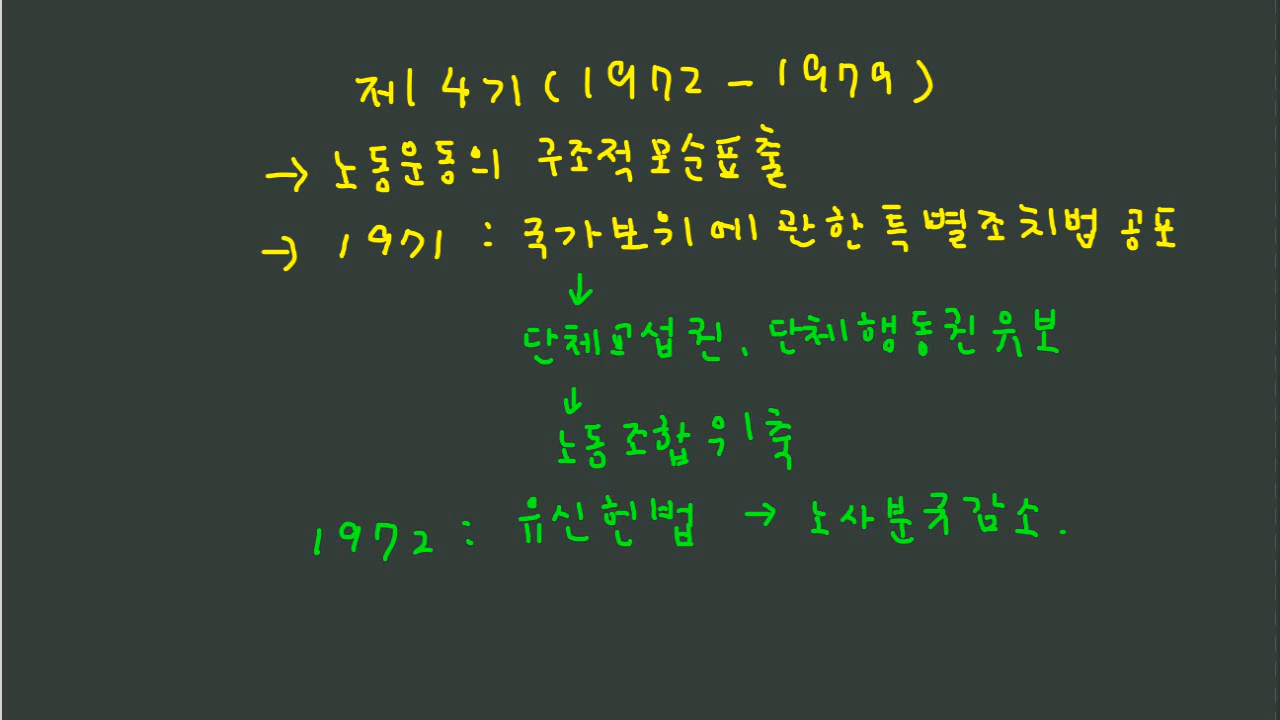 제4기(1972-1979)
→ 노동운동의 구조적모순표출
→ 1971 : 국가보위에 관한 특별조치법 공포
↓
단체교섭권, 단체행동권 유보
↓
노동조합 위축
1972 : 유신헌법 → 노사분규감소.